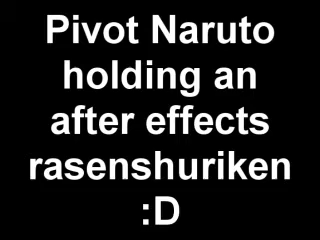 Pivot Naruto
holding an
after effects
rasenshuriken
:D